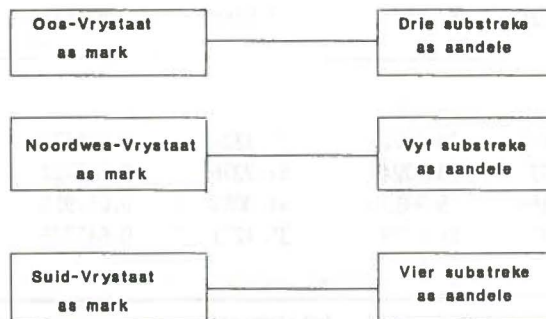 Oos-Vrystaat
as mark
Drie substreke
as aandele
Noordwes-Vrystaat
as mark
Vyf substreke
as aandele
Suid-Vrystaat
as mark
Vier substreke
as aandele